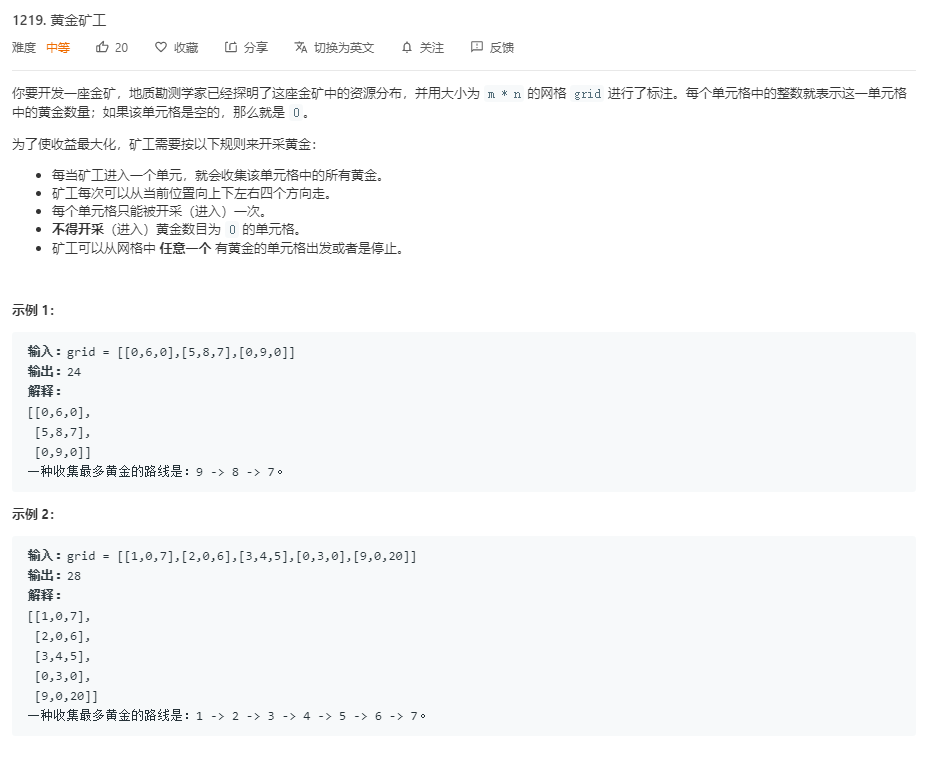 1219. 黄金矿工
难度 中等 20 收藏 分享 切换为英文 关注 反馈
你要开发一座金矿，地质勘测学家已经探明了这座金矿中的资源分布，并用大小为 m * n 的网格 grid 进行了标注。每个单元格中的整数就表示这一单元格
中的黄金数量；如果该单元格是空的，那么就是 0。
为了使收益最大化，矿工需要按以下规则来开采黄金：
• 每当矿工进入一个单元，就会收集该单元格中的所有黄金。
• 矿工每次可以从当前位置向上下左右四个方向走。
• 每个单元格只能被开采（进入）一次。
• 不得开采（进入）黄金数目为 0 的单元格。
• 矿工可以从网格中 任意一个 有黄金的单元格出发或者是停止。
示例 1：
输入：grid = [[0,6,0],[5,8,7],[0,9,0]]
输出：24
解释：
[[0,6,0],
[5,8,7],
[0,9,0]]
一种收集最多黄金的路线是：9 -> 8 -> 7。
示例 2：
输入：grid = [[1,0,7],[2,0,6],[3,4,5],[0,3,0],[9,0,20]]
输出：28
解释：
[[1,0,7],
[2,0,6],
[3,4,5],
[0,3,0],
[9,0,20]]
一种收集最多黄金的路线是：1 -> 2 -> 3 -> 4 -> 5 -> 6 -> 7。